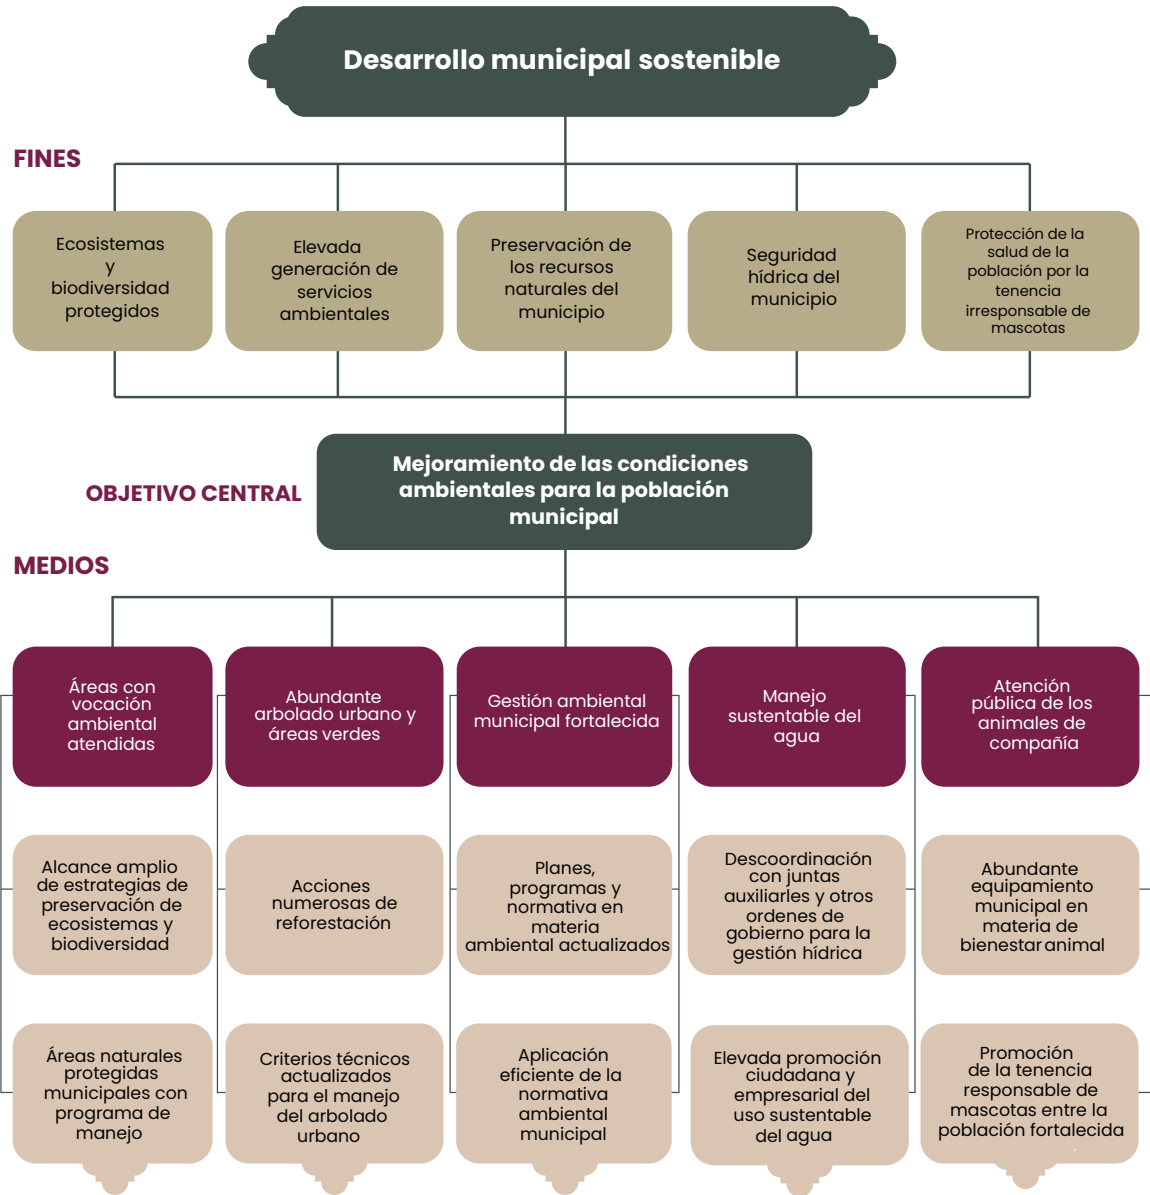 Desarrollo municipal sostenible
FINES
Ecosistemas
y
biodiversidad
protegidos
Elevada
generación de
servicios
ambientales
Preservación de
los recursos
naturales del
municipio
Seguridad
hídrica del
municipio
Protección de la
salud de la
población por la
tenencia
irresponsable de
mascotas
OBJETIVO CENTRAL
Mejoramiento de las condiciones
ambientales para la población
municipal
MEDIOS
Áreas con
vocación
ambiental
atendidas
Abundante
arbolado urbano y
áreas verdes
Gestión ambiental
municipal fortalecida
Manejo
sustentable del
agua
Atención
pública de los
animales de
compañía
Alcance amplio
de estrategias de
preservación de
ecosistemas y
biodiversidad
Acciones
numerosas de
reforestación
Planes,
programas y
normativa en
materia
ambiental actualizados
Descoordinación
con juntas
auxiliarles y otros
ordenes de
gobierno para la
gestión hídrica
Abundante
equipamiento
municipal en
materia de
bienestar animal
Áreas naturales
protegidas
municipales con
programa de
manejo
Criterios técnicos
actualizados
para el manejo
del arbolado
urbano
Aplicación
eficiente de la
normativa
ambiental
municipal
Elevada promoción
ciudadana y
empresarial del
uso sustentable
del agua
Promoción
de la tenencia
responsable de
mascotas entre la
población fortalecida